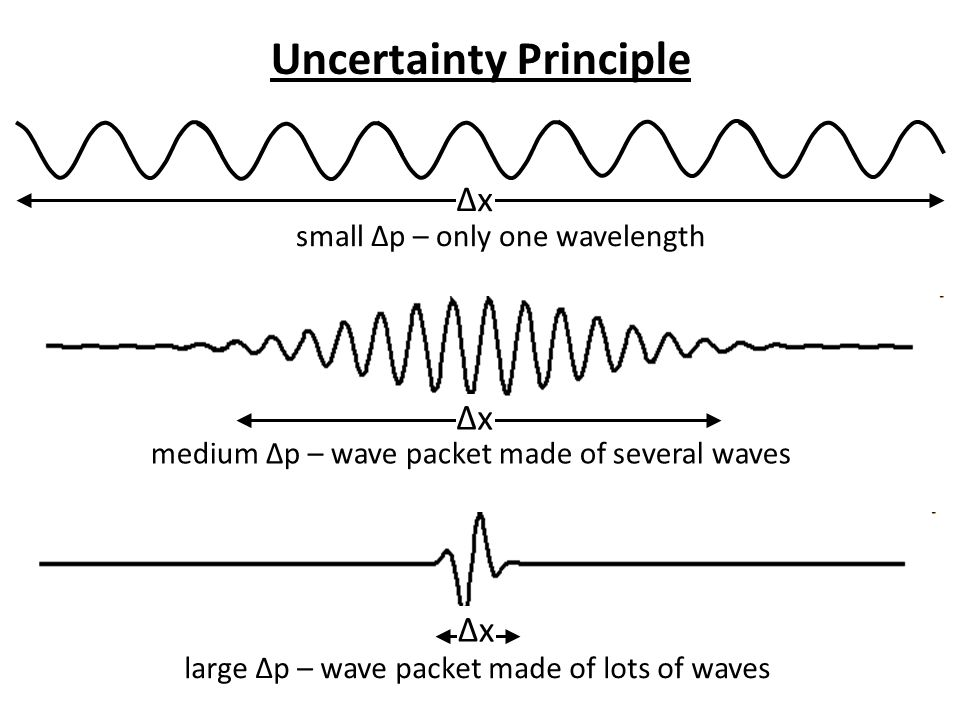 Uncertainty Principle
Δx
small Δp – only one wavelength
Δx
medium Δp – wave packet made of several waves
Δx
large Δp – wave packet made of lots of waves